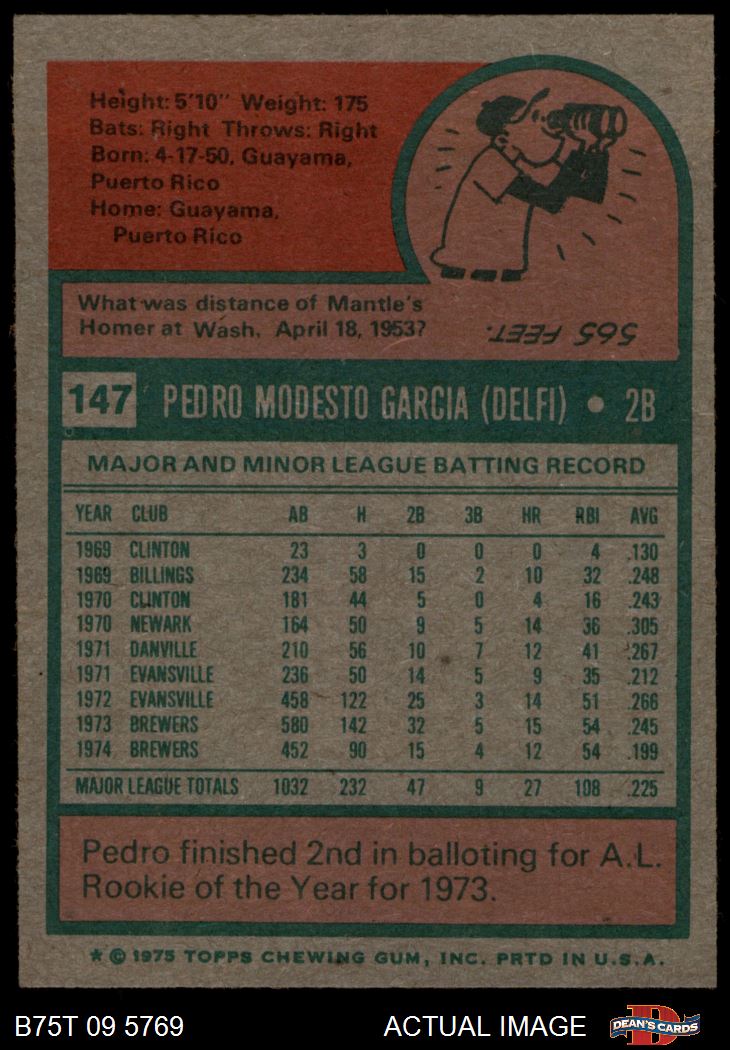 Height: 5'10" Weight: 175
Bats: Right Throws: Right
Born: 4-17-50, Guayama,
Puerto Rico
Home: Guayama,
Puerto Rico
What was distance of Mantle's
Homer at Wash. April 18, 1953?
565 FEET.
147 PEDRO MODESTO GARCIA (DELFI) • 2B
MAJOR AND MINOR LEAGUE BATTING RECORD
YEAR CLUB AB H 2B 3B HR RBI AVG
1969 CLINTON 23 3 0 0 0 4 .130
1969 BILLINGS 234 58 15 2 10 32 .248
1970 CLINTON 181 44 5 0 4 16 .243
1970 NEWARK 164 50 9 5 14 36 .305
1971 DANVILLE 210 56 10 7 12 41 .267
1971 EVANSVILLE 236 50 14 5 9 35 .212
1972 EVANSVILLE 458 122 25 3 14 51 .266
1973 BREWERS 580 142 32 5 15 54 .245
1974 BREWERS 452 90 15 4 12 54 .199
MAJOR LEAGUE TOTALS 1032 232 47 9 27 108 .225
Pedro finished 2nd in balloting for A.L.
Rookie of the Year for 1973.
* © 1975 TOPPS CHEWING GUM, INC. PRTD IN U.S.A.
B75T 09 5769 ACTUAL IMAGE D DEAN'S CARDS